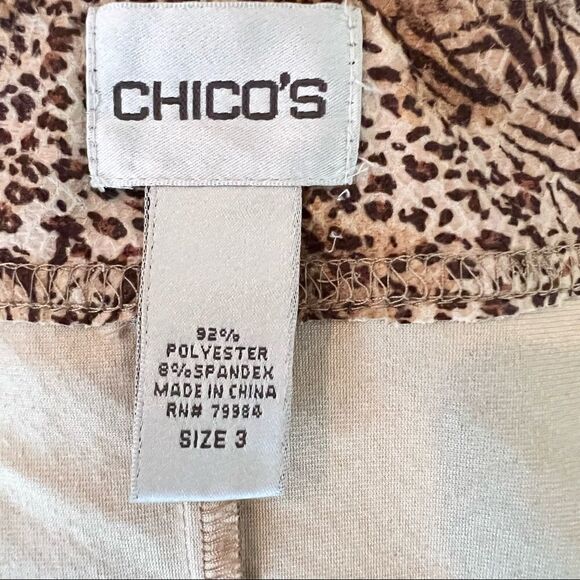 CHICO'S
92%
POLYESTER
8% SPANDEX
MADE IN CHINA
RN# 79984
SIZE 3